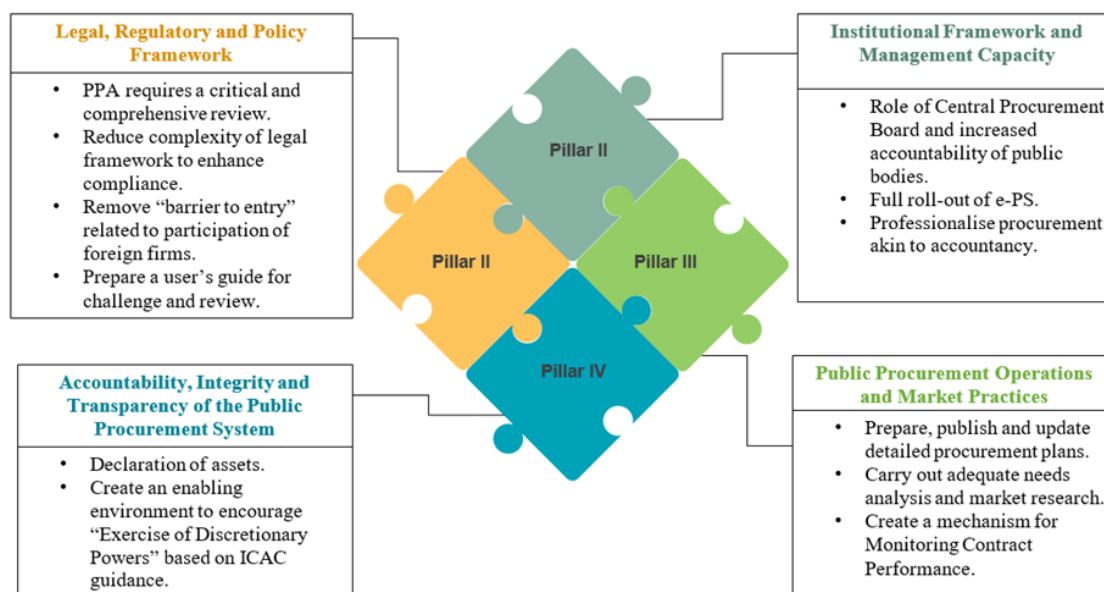 Legal, Regulatory and Policy
Framework
• PPA requires a critical and
comprehensive review.
• Reduce complexity of legal
framework to enhance
compliance.
• Remove “barrier to entry”
related to participation of
foreign firms.
• Prepare a user’s guide for
challenge and review.
Institutional Framework and
Management Capacity
• Role of Central Procurement
Board and increased
accountability of public
bodies.
• Full roll-out of e-PS.
• Professionalise procurement
akin to accountancy.
Pillar II
Pillar II
Pillar III
Pillar IV
Accountability, Integrity and
Transparency of the Public
Procurement System
• Declaration of assets.
• Create an enabling
environment to encourage
“Exercise of Discretionary
Powers” based on ICAC
guidance.
Public Procurement Operations
and Market Practices
• Prepare, publish and update
detailed procurement plans.
• Carry out adequate needs
analysis and market research.
• Create a mechanism for
Monitoring Contract
Performance.